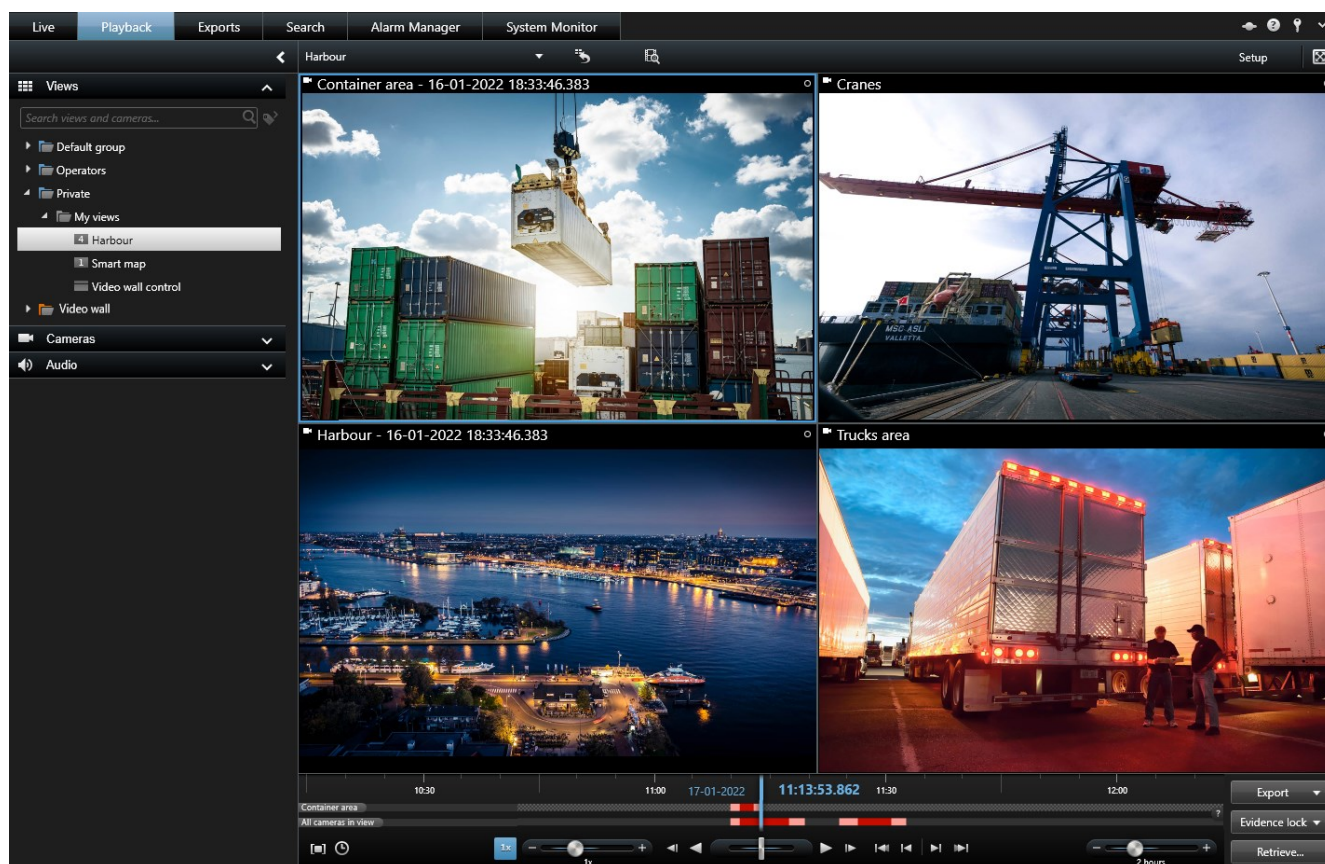 Live Playback Exports Search Alarm Manager System Monitor
Harbour
Setup
Views
Search views and cameras...
Default group
Operators
Private
My views
4 Harbour
1 Smart map
Video wall control
Video wall
Cameras
Audio
Container area - 16-01-2022 18:33:46.383
Cranes
MSC ASLI
VALLETTA
Harbour - 16-01-2022 18:33:46.383
Trucks area
10:30 11:00 17-01-2022 11:13:53.862 11:30 12:00
Container area
All cameras in view
Export
Evidence lock
Retrieve...
1x
1x
2 hours